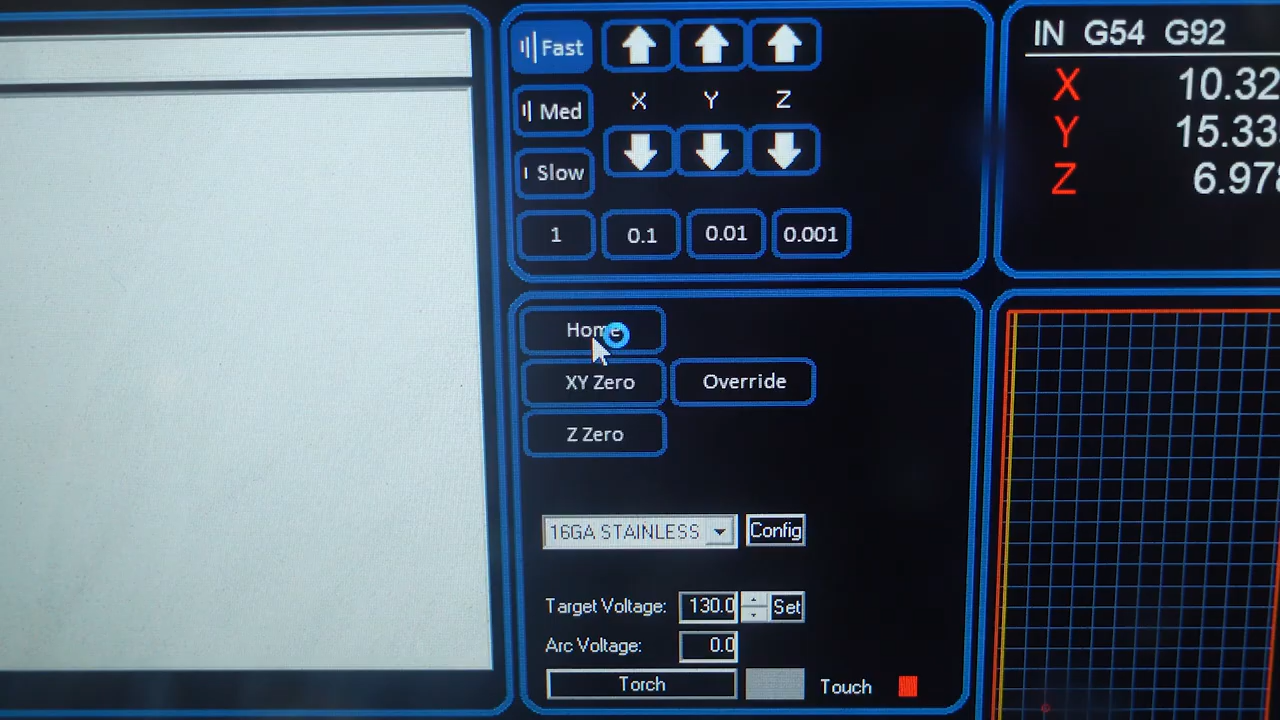 Fast
X Y Z
Med
Slow
1 0.1 0.01 0.001
IN G54 G92
X 10.32
Y 15.33
Z 6.978
Home
XY Zero Override
Z Zero
16GA STAINLESS Config
Target Voltage: 130.0 Set
Arc Voltage: 0.0
Torch Touch